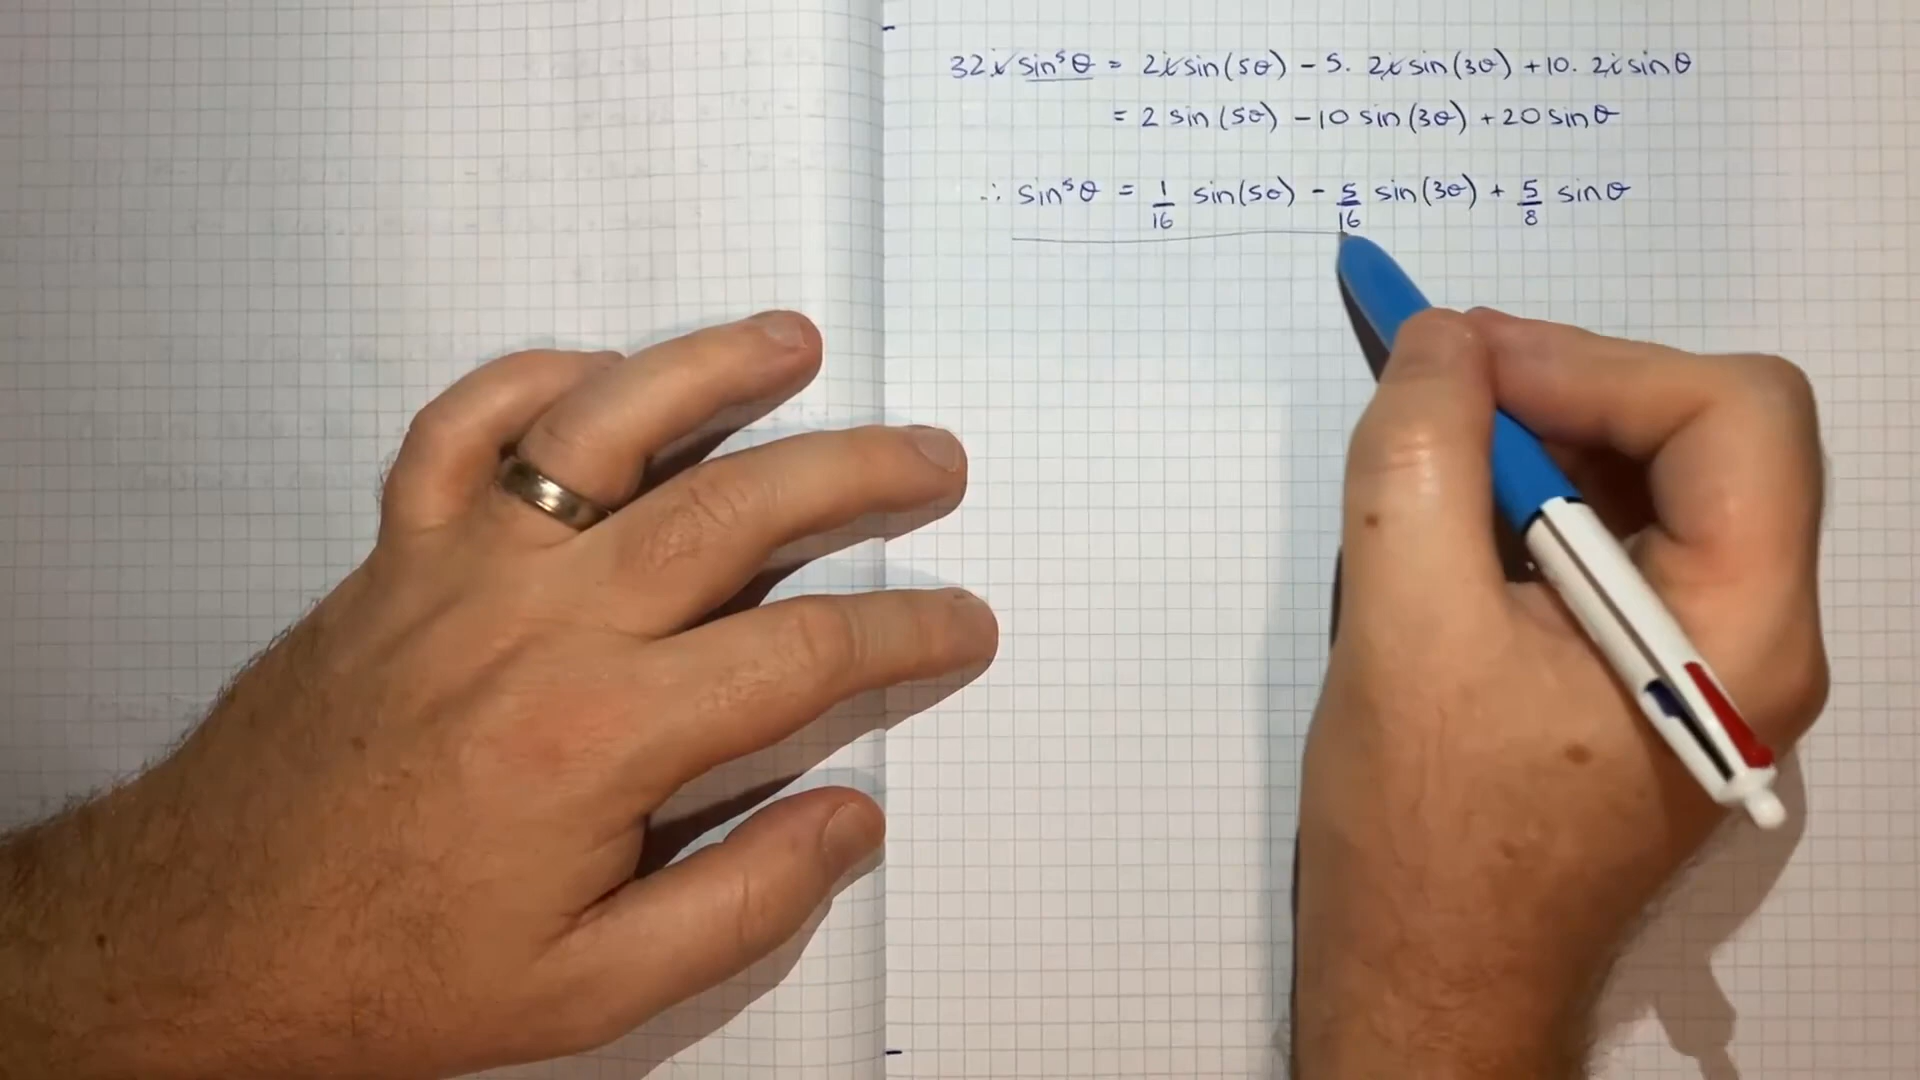 32i sin⁵θ = 2i sin(5θ) - 5. 2i sin(3θ) + 10. 2i sinθ
= 2 sin(5θ) - 10 sin(3θ) + 20 sinθ
∴ sin⁵θ = 1/16 sin(5θ) - 5/16 sin(3θ) + 5/8 sinθ